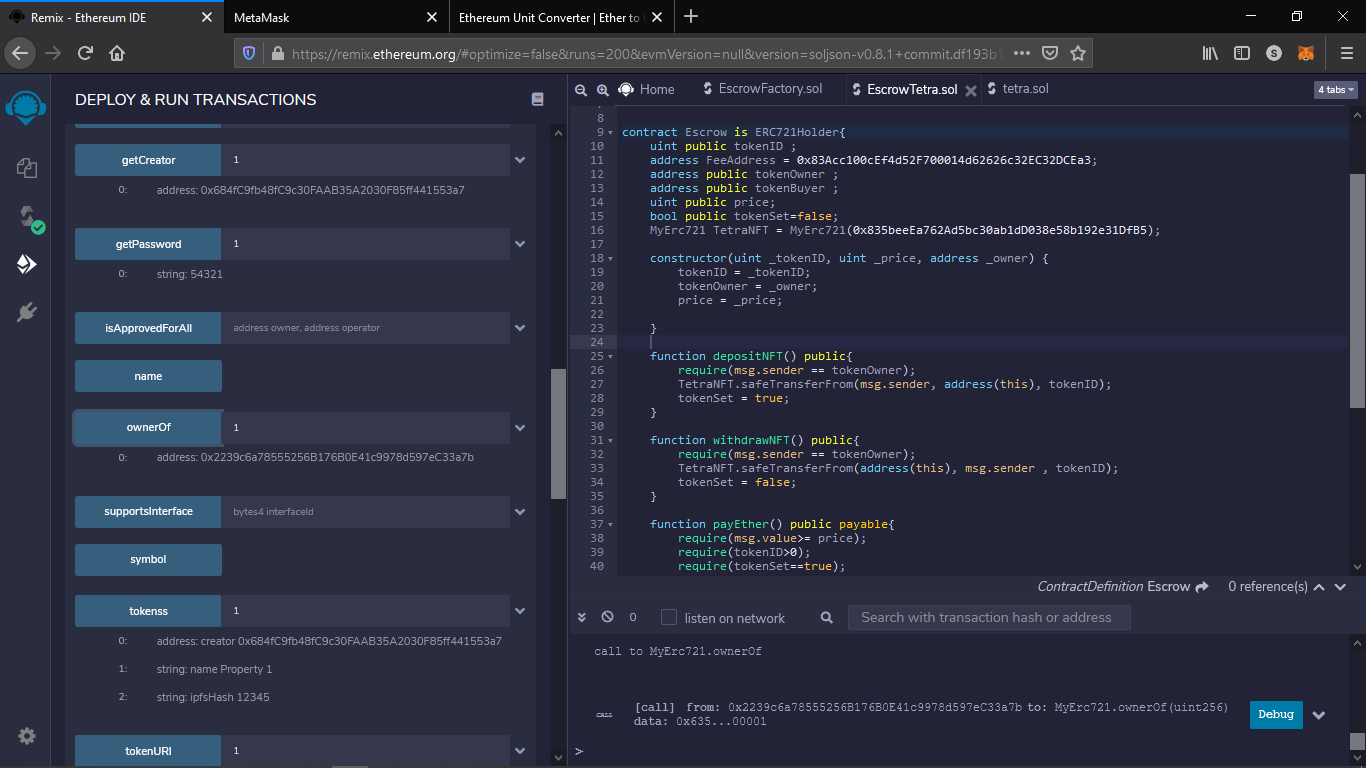 Remix - Ethereum IDE
MetaMask
Ethereum Unit Converter | Ether to
https://remix.ethereum.org/#optimize=false&runs=200&evmVersion=null&version=soljson-v0.8.1+commit.df193b1
DEPLOY & RUN TRANSACTIONS
getCreator 1
0: address: 0x684fC9fb48fC9c30FAAB35A2030F85ff441553a7
getPassword 1
0: string: 54321
isApprovedForAll address owner, address operator
name
ownerOf 1
0: address: 0x2239c6a78555256B176B0E41c9978d597eC33a7b
supportsInterface bytes4 interfaceId
symbol
tokenss 1
0: address: creator 0x684fC9fb48fC9c30FAAB35A2030F85ff441553a7
1: string: name Property 1
2: string: ipfsHash 12345
tokenURI 1
Home EscrowFactory.sol EscrowTetra.sol tetra.sol 4 tabs
8
9 contract Escrow is ERC721Holder{
10 uint public tokenID ;
11 address FeeAddress = 0x83Acc100cEf4d52F700014d62626c32EC32DCEa3;
12 address public tokenOwner ;
13 address public tokenBuyer ;
14 uint public price;
15 bool public tokenSet=false;
16 MyErc721 TetraNFT = MyErc721(0x835beeEa762Ad5bc30ab1dD038e58b192e31DfB5);
17
18 constructor(uint _tokenID, uint _price, address _owner) {
19 tokenID = _tokenID;
20 tokenOwner = _owner;
21 price = _price;
22
23 }
24
25 function depositNFT() public{
26 require(msg.sender == tokenOwner);
27 TetraNFT.safeTransferFrom(msg.sender, address(this), tokenID);
28 tokenSet = true;
29 }
30
31 function withdrawNFT() public{
32 require(msg.sender == tokenOwner);
33 TetraNFT.safeTransferFrom(address(this), msg.sender , tokenID);
34 tokenSet = false;
35 }
36
37 function payEther() public payable{
38 require(msg.value>= price);
39 require(tokenID>0);
40 require(tokenSet==true);
ContractDefinition Escrow 0 reference(s)
0 listen on network Search with transaction hash or address
call to MyErc721.ownerOf
CALL [call] from: 0x2239c6a78555256B176B0E41c9978d597eC33a7b to: MyErc721.ownerOf(uint256)
data: 0x635...00001
Debug
>